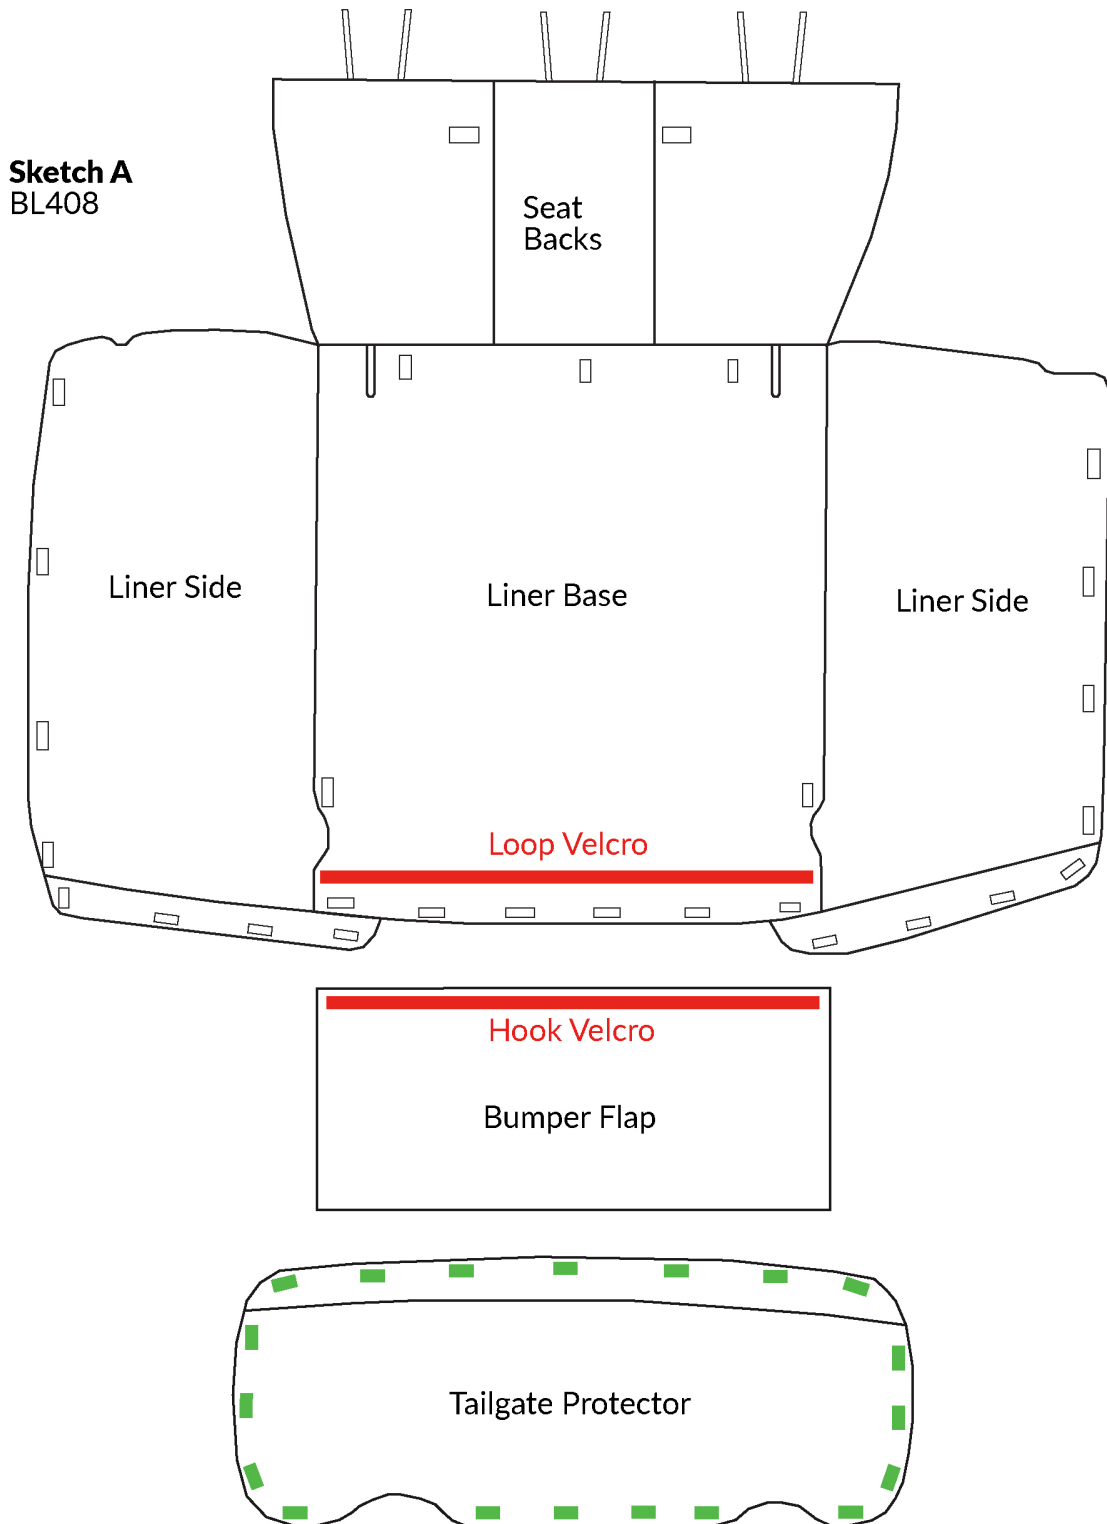 Sketch A
BL408
Seat
Backs
Liner Side
Liner Base
Liner Side
Loop Velcro
Hook Velcro
Bumper Flap
Tailgate Protector